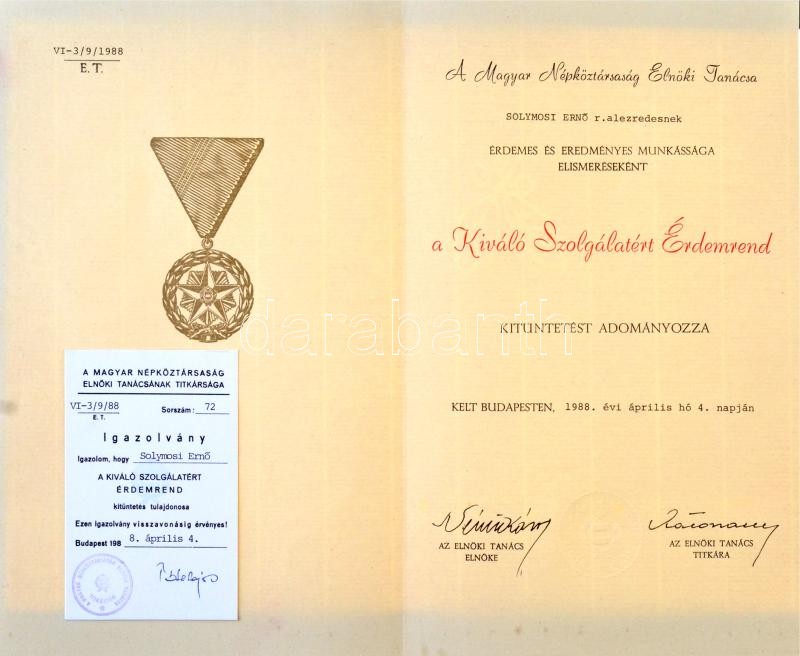 VI-3/9/1988
E.T.
A MAGYAR NÉPKÖZTÁRSASÁG
ELNÖKI TANÁCSÁNAK TITKÁRSÁGA
VI-3/9/88
E. T.
Sorszám: 72
Igazolvány
Igazolom, hogy Solymosi Ernő
A KIVÁLÓ SZOLGÁLATÉRT
ÉRDEMREND
kitüntetés tulajdonosa
Ezen igazolvány visszavonásig érvényes!
Budapest 198 8. április 4.
A Magyar Népköztársaság Elnöki Tanácsa
SOLYMOSI ERNŐ r.alezredesnek
ÉRDEMES ÉS EREDMÉNYES MUNKÁSSÁGA
ELISMERÉSEKÉNT
a Kiváló Szolgálatért Érdemrend
KITÜNTETÉST ADOMÁNYOZZA
KELT BUDAPESTEN, 1988. évi április hó 4. napján
AZ ELNÖKI TANÁCS
ELNÖKE
AZ ELNÖKI TANÁCS
TITKÁRA
darabanth